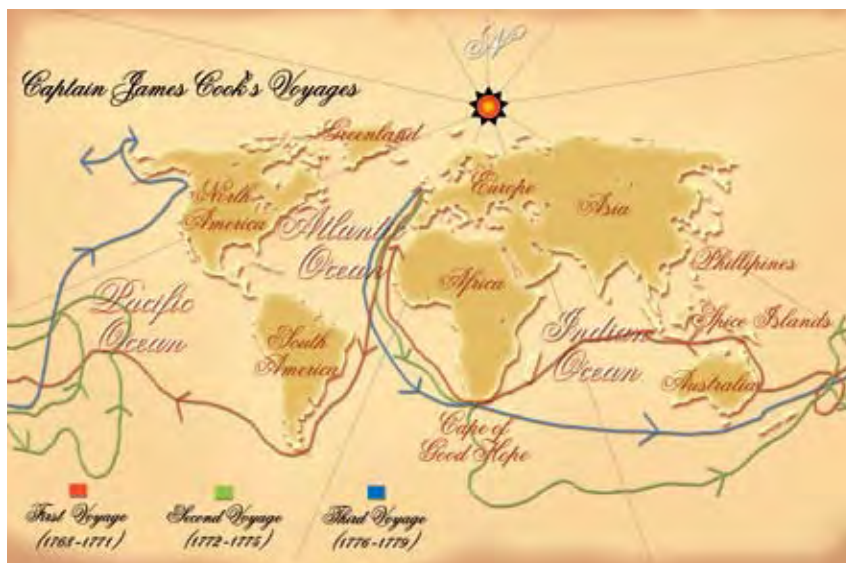 N
Captain James Cook's Voyages
Greenland
North
America
Europe
Asia
Atlantic
Ocean
Africa
Phillipines
Pacific
Ocean
South
America
Indian
Ocean
Spice Islands
Australia
Cape of
Good Hope
First Voyage
(1768-1771)
Second Voyage
(1772-1775)
Third Voyage
(1776-1779)